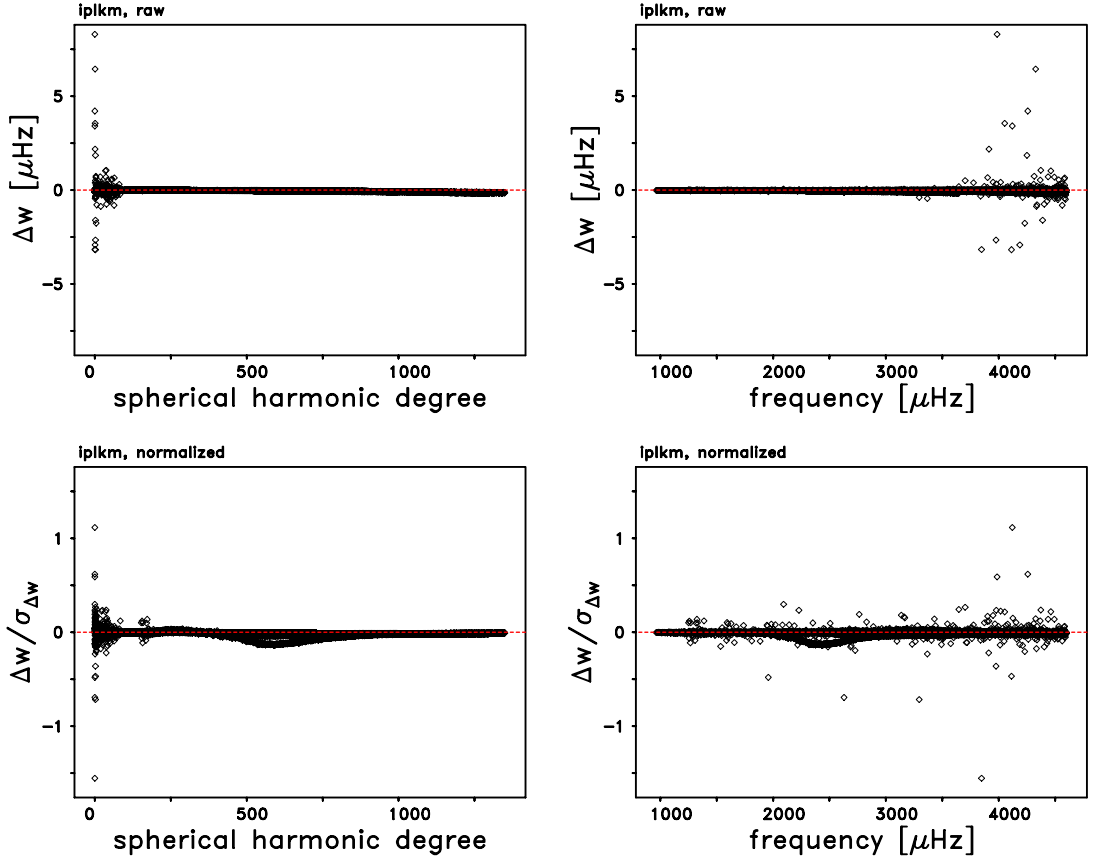 iplkm, raw
5
0
−5
Δw [μHz]
0 500 1000
spherical harmonic degree
iplkm, raw
5
0
−5
Δw [μHz]
1000 2000 3000 4000
frequency [μHz]
iplkm, normalized
1
0
−1
Δw/σΔw
0 500 1000
spherical harmonic degree
iplkm, normalized
1
0
−1
Δw/σΔw
1000 2000 3000 4000
frequency [μHz]